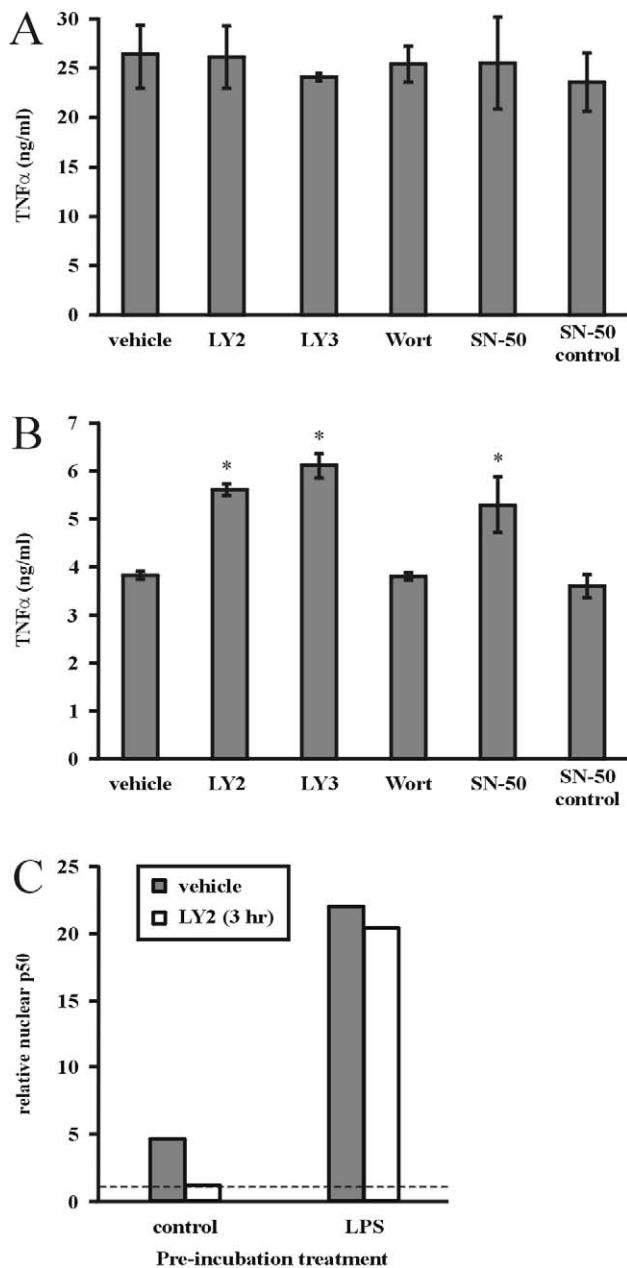 A
30
25
20
15
10
5
0
TNFα (ng/ml)
vehicle LY2 LY3 Wort SN-50 SN-50
control
B
7
6
5
4
3
2
1
0
TNFα (ng/ml)
* * *
vehicle LY2 LY3 Wort SN-50 SN-50
control
C
25
20
15
10
5
0
relative nuclear p50
vehicle
LY2 (3 hr)
control LPS
Pre-incubation treatment